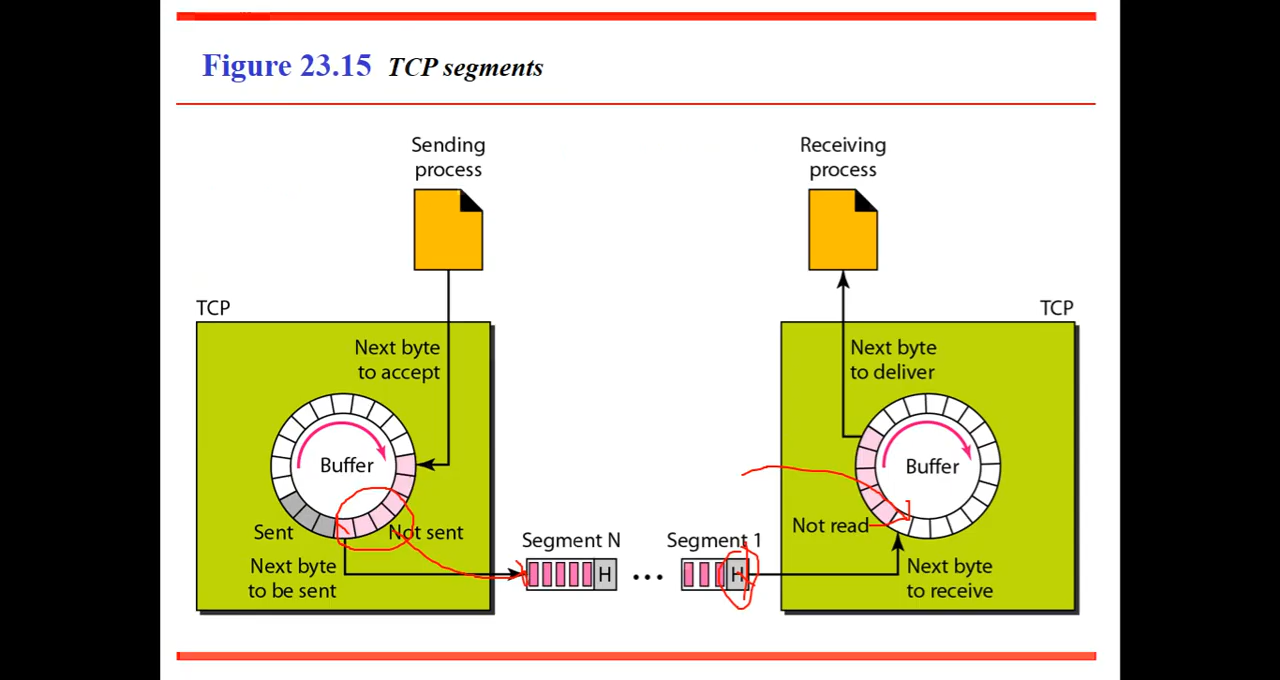 Figure 23.15 TCP segments
Sending
process
Receiving
process
TCP
TCP
Next byte
to accept
Next byte
to deliver
Buffer
Buffer
Sent
Not sent
Not read
Segment N
Segment 1
Next byte
to be sent
H
...
H
Next byte
to receive